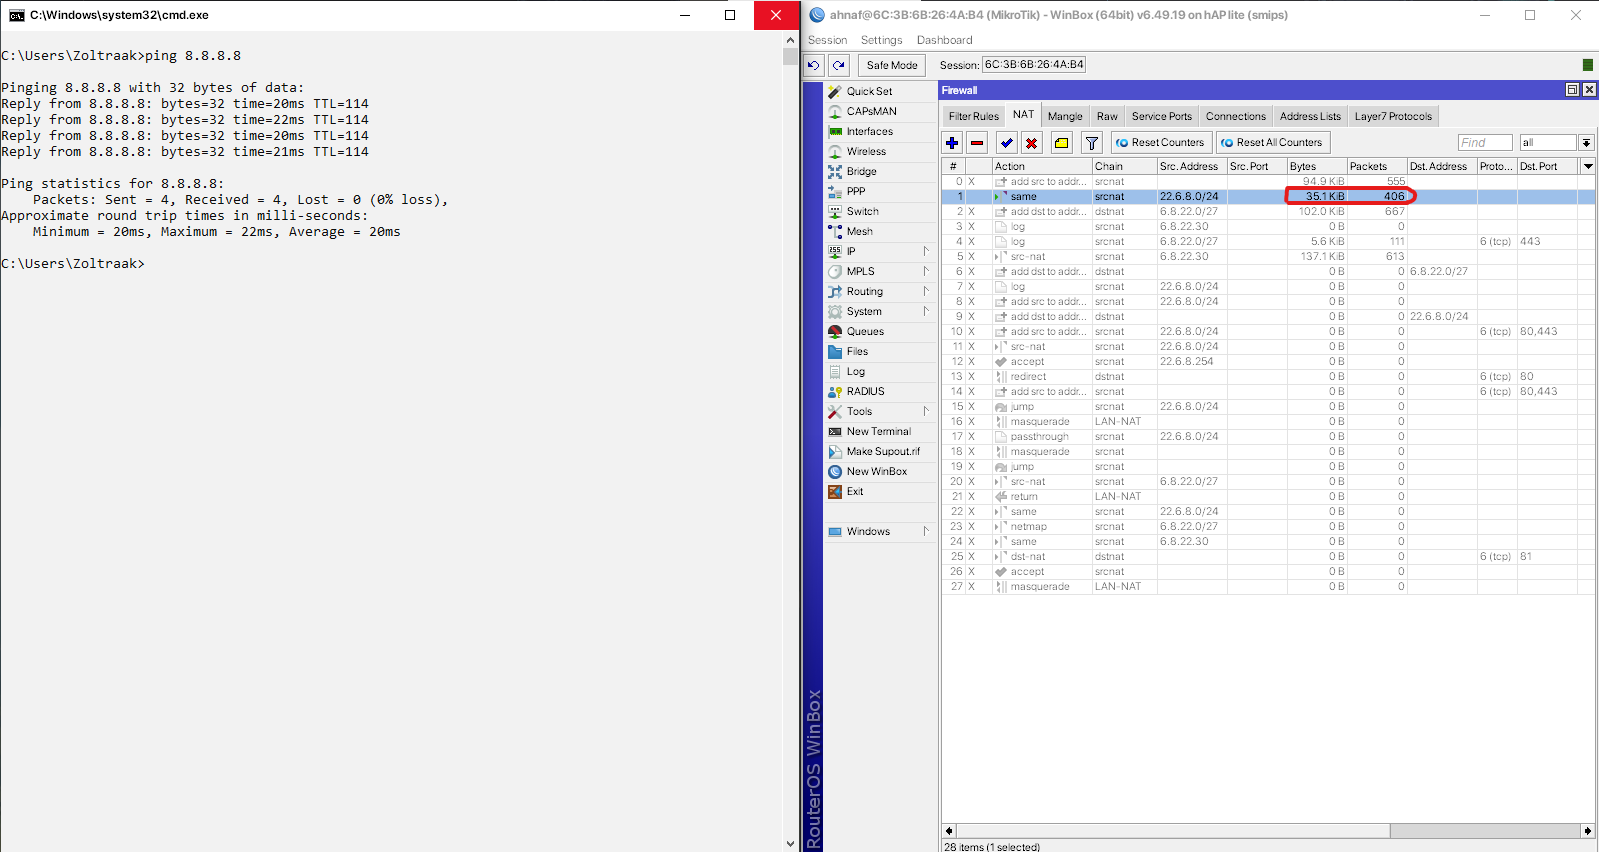 C:\Windows\system32\cmd.exe
C:\Users\Zoltraak>ping 8.8.8.8
Pinging 8.8.8.8 with 32 bytes of data:
Reply from 8.8.8.8: bytes=32 time=20ms TTL=114
Reply from 8.8.8.8: bytes=32 time=22ms TTL=114
Reply from 8.8.8.8: bytes=32 time=20ms TTL=114
Reply from 8.8.8.8: bytes=32 time=21ms TTL=114
Ping statistics for 8.8.8.8:
Packets: Sent = 4, Received = 4, Lost = 0 (0% loss),
Approximate round trip times in milli-seconds:
Minimum = 20ms, Maximum = 22ms, Average = 20ms
C:\Users\Zoltraak>
ahnaf@6C:3B:6B:26:4A:B4 (MikroTik) - WinBox (64bit) v6.49.19 on hAP lite (smips)
Session Settings Dashboard
Safe Mode Session: 6C:3B:6B:26:4A:B4
Quick Set
CAPsMAN
Interfaces
Wireless
Bridge
PPP
Switch
Mesh
IP
MPLS
Routing
System
Queues
Files
Log
RADIUS
Tools
New Terminal
Make Supout.rif
New WinBox
Exit
Windows
RouterOS WinBox
Firewall
Filter Rules NAT Mangle Raw Service Ports Connections Address Lists Layer7 Protocols
Reset Counters Reset All Counters Find all
# Action Chain Src. Address Src. Port Bytes Packets Dst. Address Proto... Dst. Port
0 X add src to addr... srcnat 94.9 KiB 555
1 same srcnat 22.6.8.0/24 35.1 KiB 406
2 X add dst to addr... dstnat 6.8.22.0/27 102.0 KiB 667
3 X log srcnat 6.8.22.30 0 B 0
4 X log srcnat 6.8.22.0/27 5.6 KiB 111 6 (tcp) 443
5 X src-nat srcnat 6.8.22.30 137.1 KiB 613
6 X add dst to addr... dstnat 0 B 0 6.8.22.0/27
7 X log srcnat 22.6.8.0/24 0 B 0
8 X add src to addr... srcnat 22.6.8.0/24 0 B 0
9 X add dst to addr... dstnat 0 B 0 22.6.8.0/24
10 X add src to addr... srcnat 22.6.8.0/24 0 B 0 6 (tcp) 80,443
11 X src-nat srcnat 22.6.8.0/24 0 B 0
12 X accept srcnat 22.6.8.254 0 B 0
13 X redirect dstnat 0 B 0 6 (tcp) 80
14 X add src to addr... srcnat 0 B 0 6 (tcp) 80,443
15 X jump srcnat 22.6.8.0/24 0 B 0
16 X masquerade LAN-NAT 0 B 0
17 X passthrough srcnat 22.6.8.0/24 0 B 0
18 X masquerade srcnat 0 B 0
19 X jump srcnat 0 B 0
20 X src-nat srcnat 6.8.22.0/27 0 B 0
21 X return LAN-NAT 0 B 0
22 X same srcnat 22.6.8.0/24 0 B 0
23 X netmap srcnat 6.8.22.0/27 0 B 0
24 X same srcnat 6.8.22.30 0 B 0
25 X dst-nat dstnat 0 B 0 6 (tcp) 81
26 X accept srcnat 0 B 0
27 X masquerade LAN-NAT 0 B 0
28 items (1 selected)